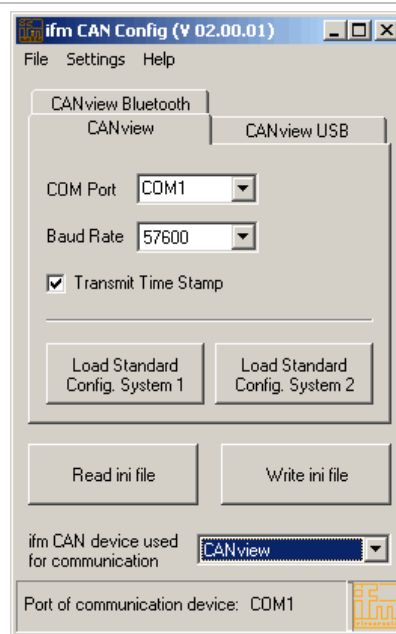 ifm CAN Config (V 02.00.01)
File Settings Help
CANview Bluetooth
CANview CANview USB
COM Port COM1
Baud Rate 57600
Transmit Time Stamp
Load Standard
Config. System 1
Load Standard
Config. System 2
Read ini file Write ini file
ifm CAN device used
for communication
CANview
Port of communication device: COM1
ifm